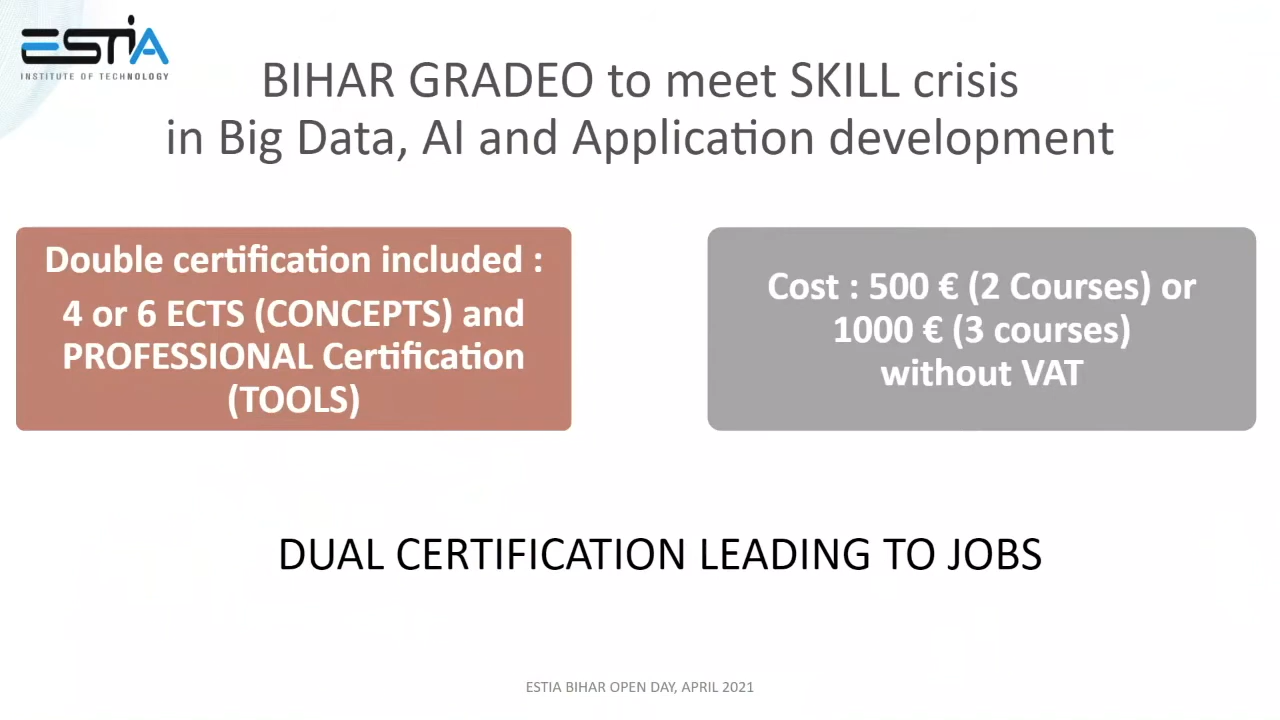 ESTIA
INSTITUTE OF TECHNOLOGY
BIHAR GRADEO to meet SKILL crisis
in Big Data, AI and Application development
Double certification included :
4 or 6 ECTS (CONCEPTS) and
PROFESSIONAL Certification
(TOOLS)
Cost : 500 € (2 Courses) or
1000 € (3 courses)
without VAT
DUAL CERTIFICATION LEADING TO JOBS
ESTIA BIHAR OPEN DAY, APRIL 2021